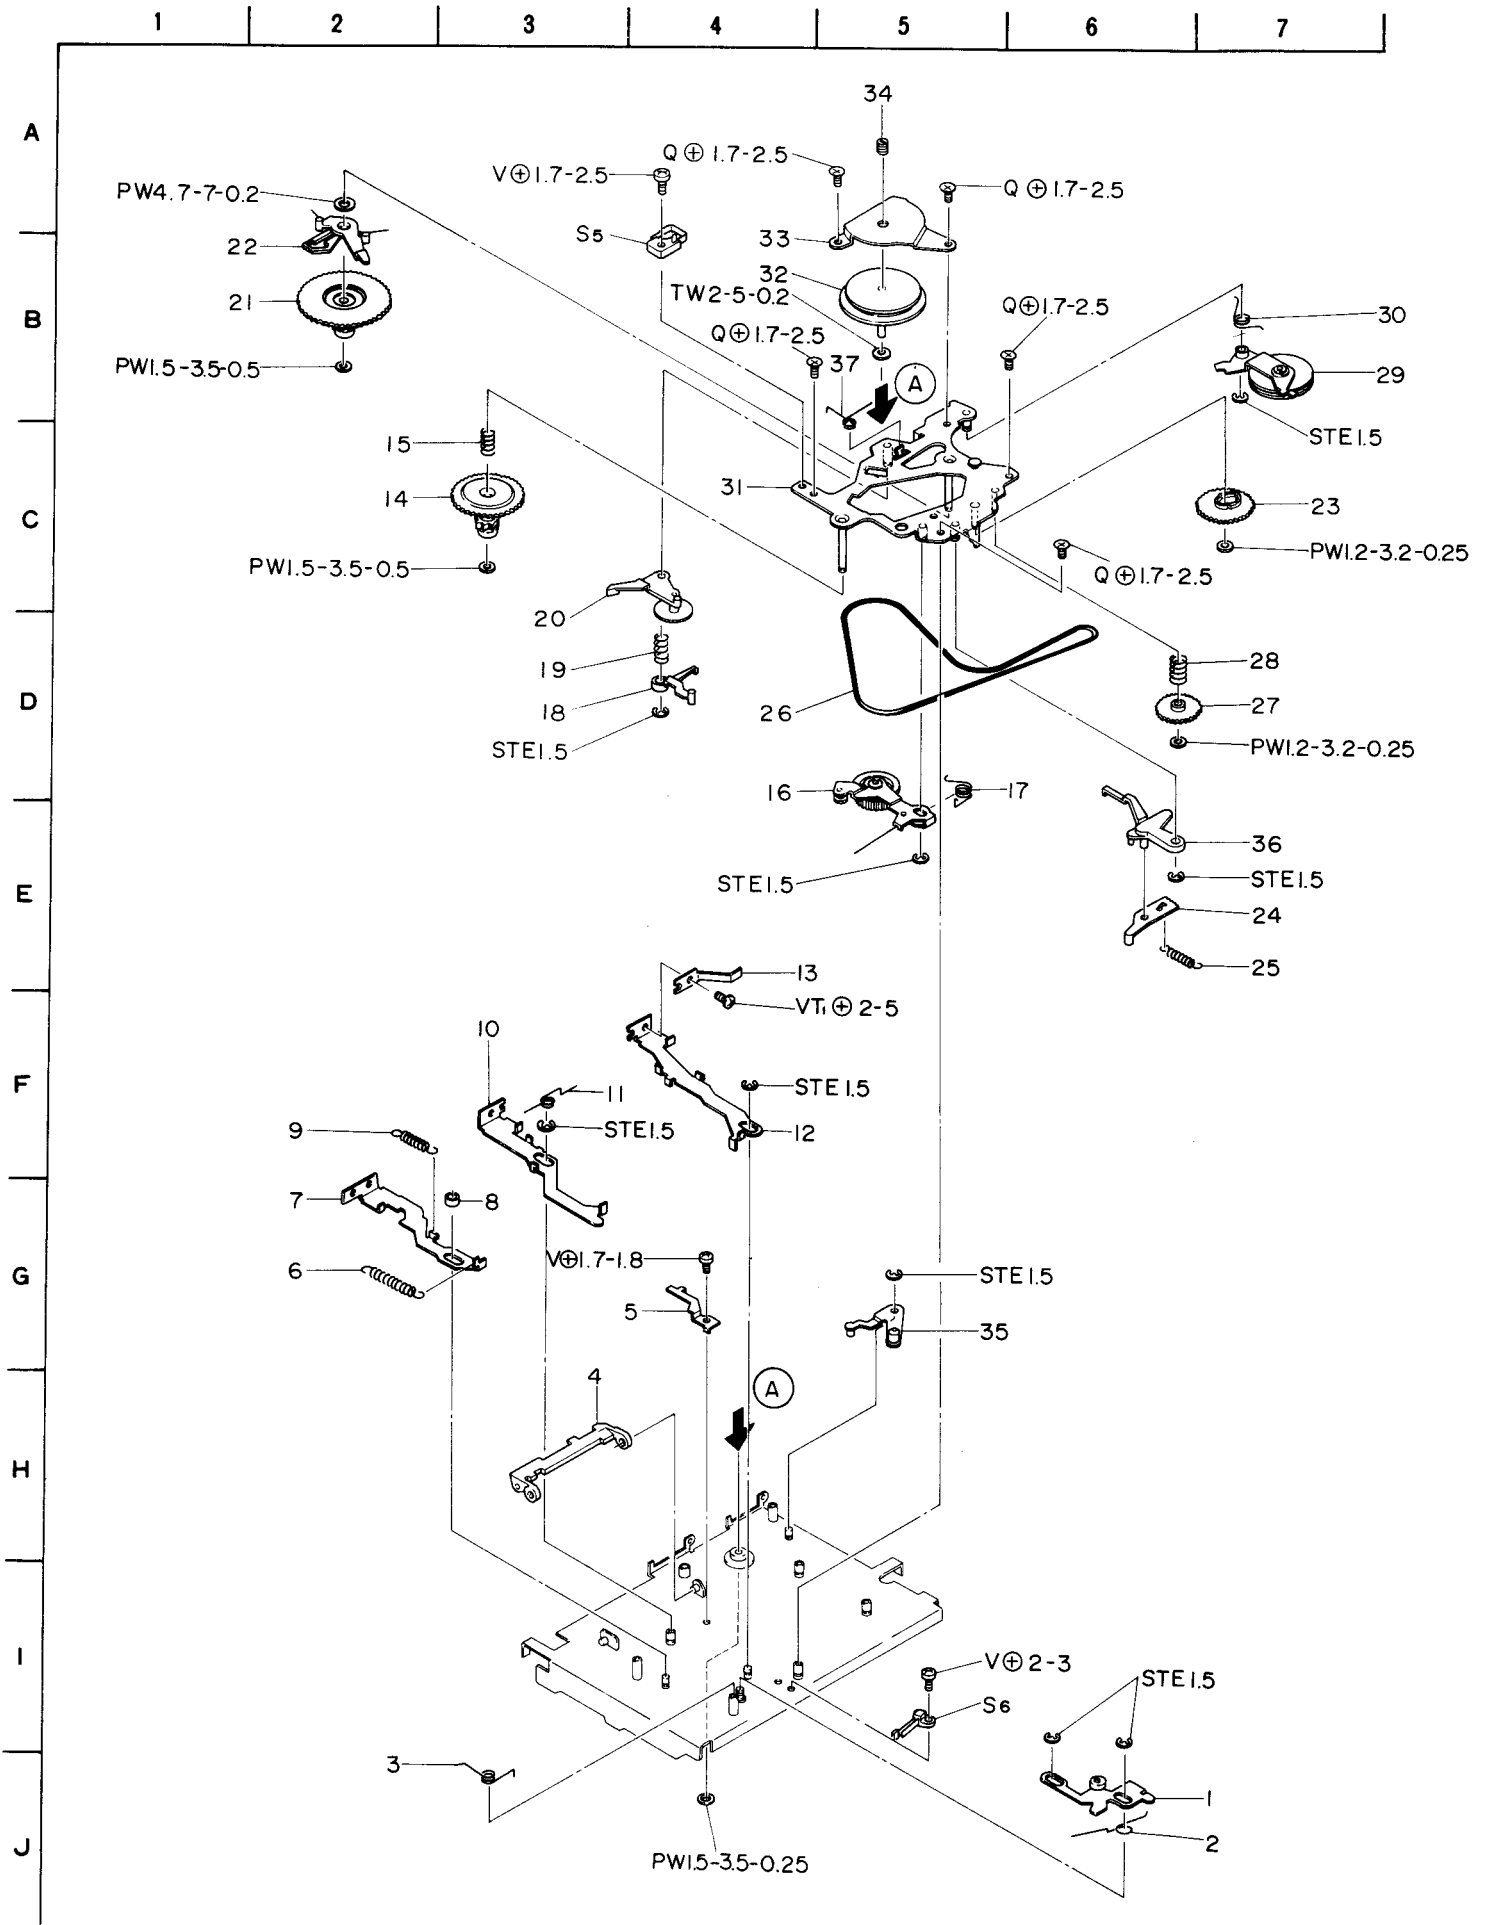 1 2 3 4 5 6 7
A
34
Q⊕1.7-2.5
V⊕1.7-2.5
Q⊕1.7-2.5
PW4.7-7-0.2
S5
33
22
32
B
21
TW2-5-0.2
Q⊕1.7-2.5
30
Q⊕1.7-2.5
37
PW1.5-3.5-0.5
A
29
15
STE1.5
31
14
C
23
PW1.2-3.2-0.25
PW1.5-3.5-0.5
Q⊕1.7-2.5
20
19
28
D
18
26
27
STE1.5
PW1.2-3.2-0.25
16
17
36
STE1.5
STE1.5
E
24
13
25
VT1⊕2-5
10
F
11
STE1.5
9
STE1.5
12
7
8
V⊕1.7-1.8
G
6
STE1.5
5
35
4
A
H
I
V⊕2-3
STE1.5
S6
3
1
2
J
PW1.5-3.5-0.25